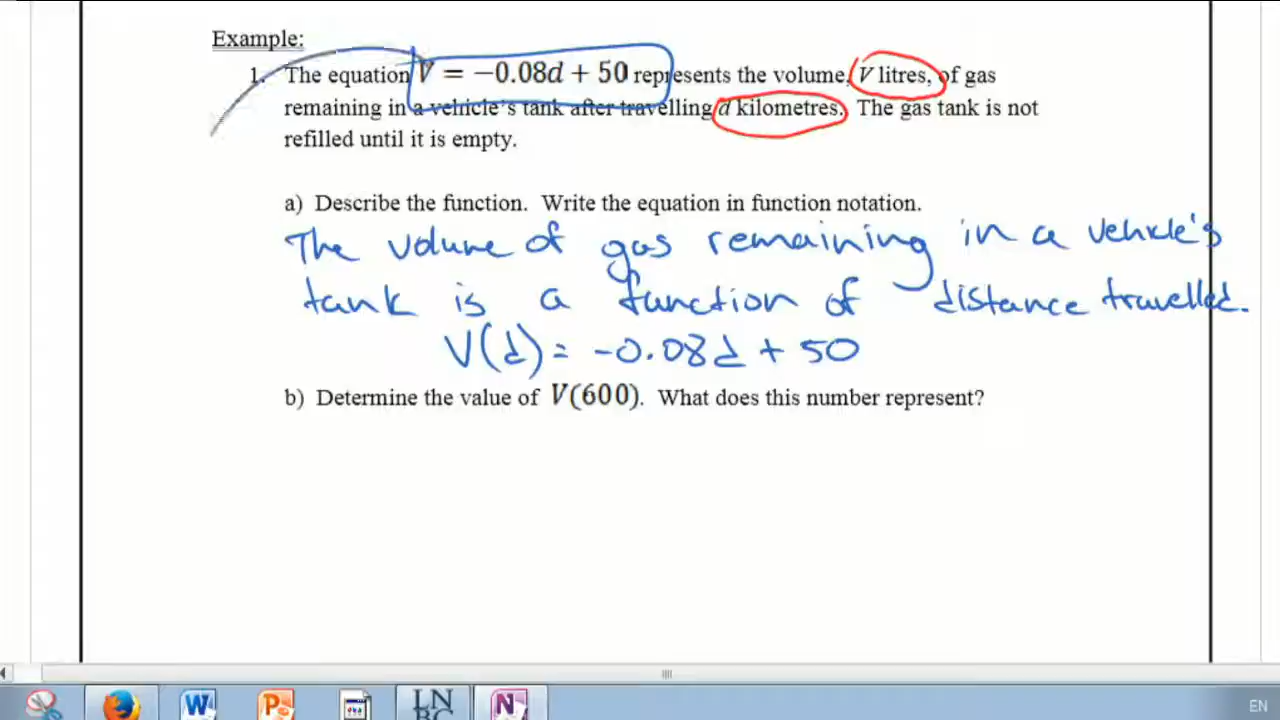 Example:
1. The equation V = −0.08d + 50 represents the volume, V litres, of gas
remaining in a vehicle's tank after travelling d kilometres. The gas tank is not
refilled until it is empty.
a) Describe the function. Write the equation in function notation.
The volume of gas remaining in a vehicle's
tank is a function of distance travelled.
V(d) = -0.08d + 50
b) Determine the value of V(600). What does this number represent?
W P LN N
BC
EN